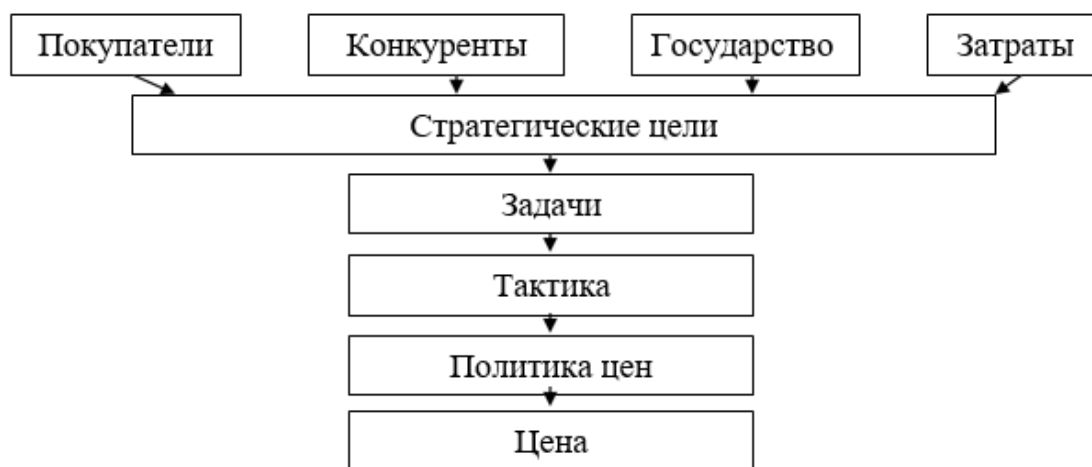 Покупатели
Конкуренты
Государство
Затраты
Стратегические цели
Задачи
Тактика
Политика цен
Цена